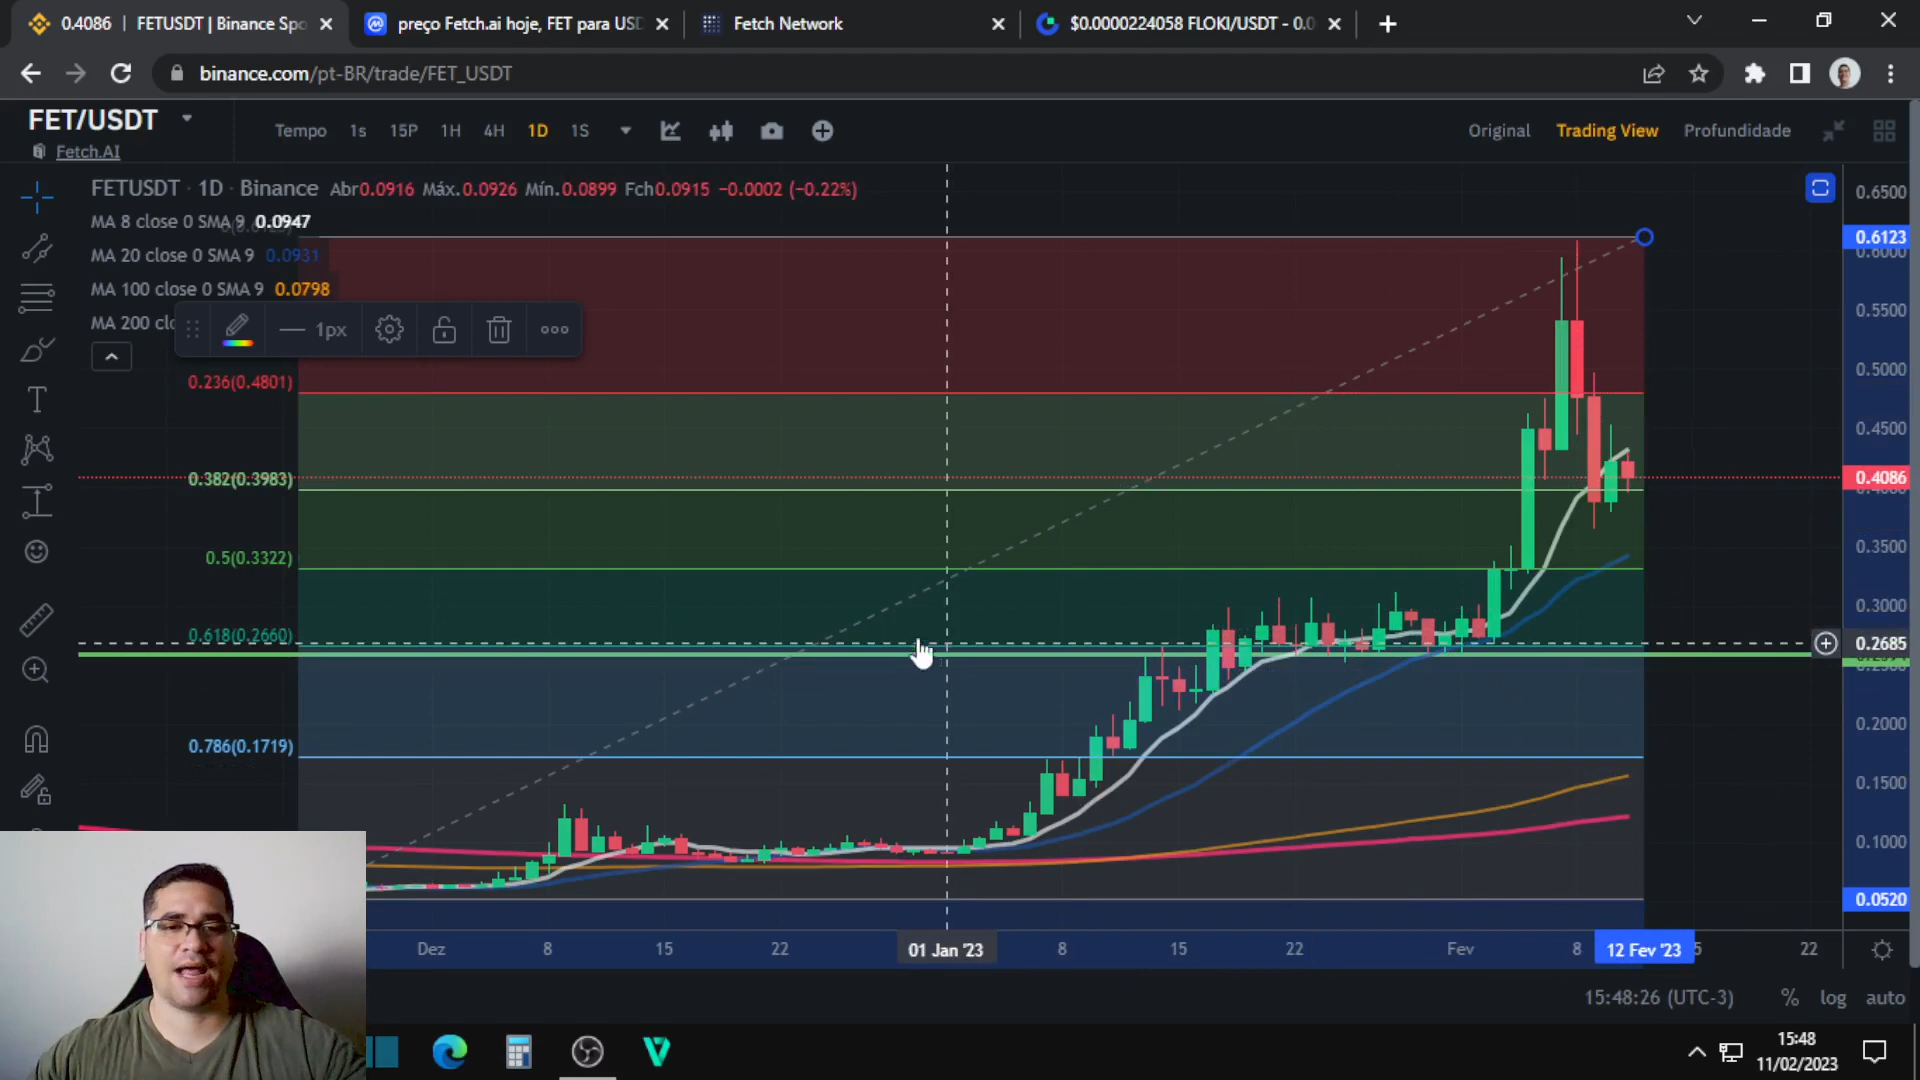 0.4086 | FETUSDT | Binance Spo
preço Fetch.ai hoje, FET para USD
Fetch Network
$0.0000224058 FLOKI/USDT - 0.0
binance.com/pt-BR/trade/FET_USDT
FET/USDT
Fetch.AI
Tempo 1s 15P 1H 4H 1D 1S
Original Trading View Profundidade
FETUSDT · 1D · Binance Abr0.0916 Máx.0.0926 Mín.0.0899 Fch0.0915 −0.0002 (−0.22%)
MA 8 close 0 SMA 9 0.0947
MA 20 close 0 SMA 9 0.0931
MA 100 close 0 SMA 9 0.0798
MA 200 clo
1px
0.236(0.4801)
0.382(0.3983)
0.5(0.3322)
0.618(0.2660)
0.786(0.1719)
0.6500
0.6123
0.6000
0.5500
0.5000
0.4500
0.4086
0.3500
0.3000
0.2685
0.2000
0.1500
0.1000
0.0520
Dez 8 15 22 01 Jan '23 8 15 22 Fev 8 12 Fev '23 5 22
15:48:26 (UTC-3) % log auto
15:48
11/02/2023